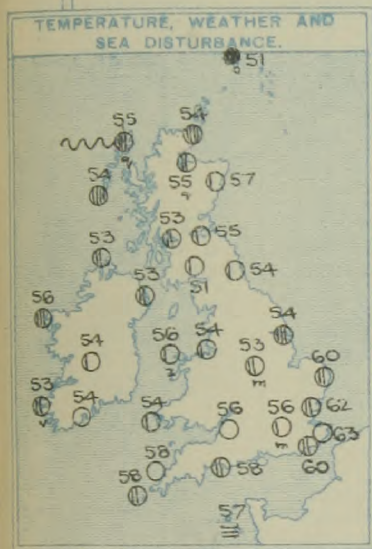 TEMPERATURE, WEATHER AND
SEA DISTURBANCE.
51
55 54
q
54 55 57
q
53 55
53 51 54
53
56 54
54 56 54 53 60
z m
53 54 54 56 56 62
v m 63
58 60
58 58
57